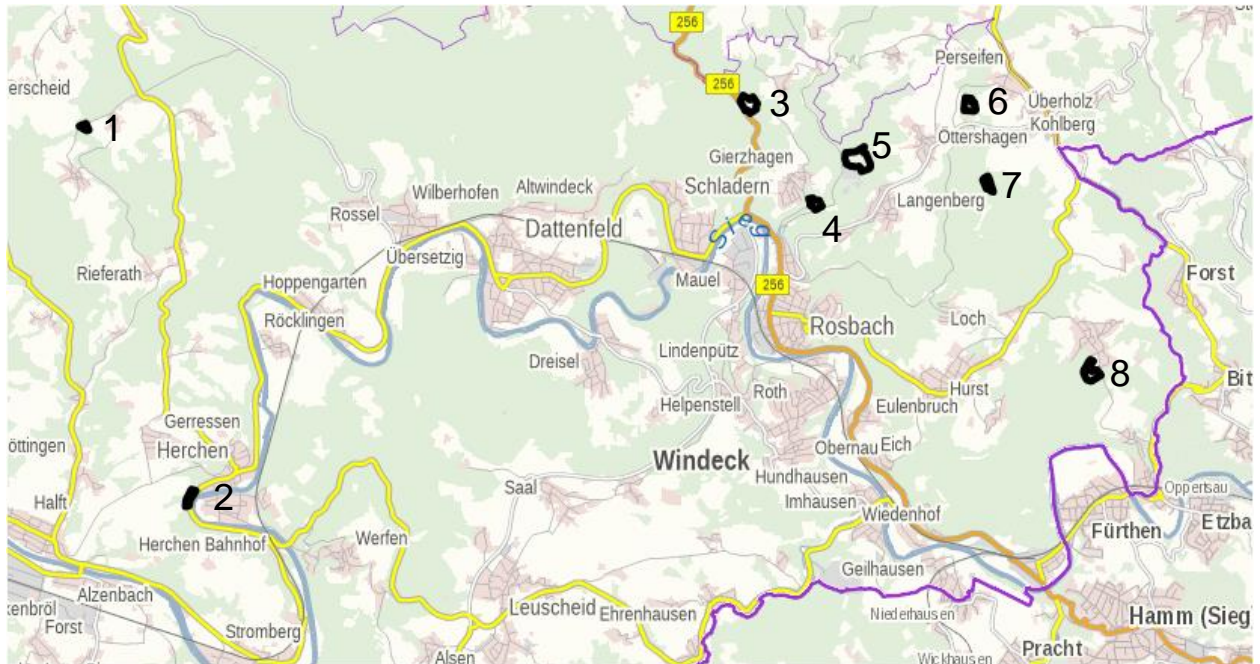 256
Perseifen
erscheid
256
1
3
6
Überholz
Kohlberg
Ottershagen
Gierzhagen
5
Wilberhofen
Altwindeck
Schladern
7
Rossel
Dattenfeld
4
Langenberg
Sieg
Übersetzig
Rieferath
Hoppengarten
Mauel
256
Forst
Röcklingen
Rosbach
Loch
Dreisel
Lindenpütz
8
Bit
Roth
Hurst
Helpenstell
Eulenbruch
Gerressen
öttingen
Herchen
Obernau
Eich
Windeck
Hundhausen
Halft
2
Saal
Imhausen
Oppertsau
Wiedenhof
Fürthen
Etzba
Herchen Bahnhof
Werfen
Geilhausen
Alzenbach
kenbröl
Leuscheid
Ehrenhausen
Niederhausen
Hamm (Sieg
Forst
Stromberg
Pracht
Alsen
Wickhausen